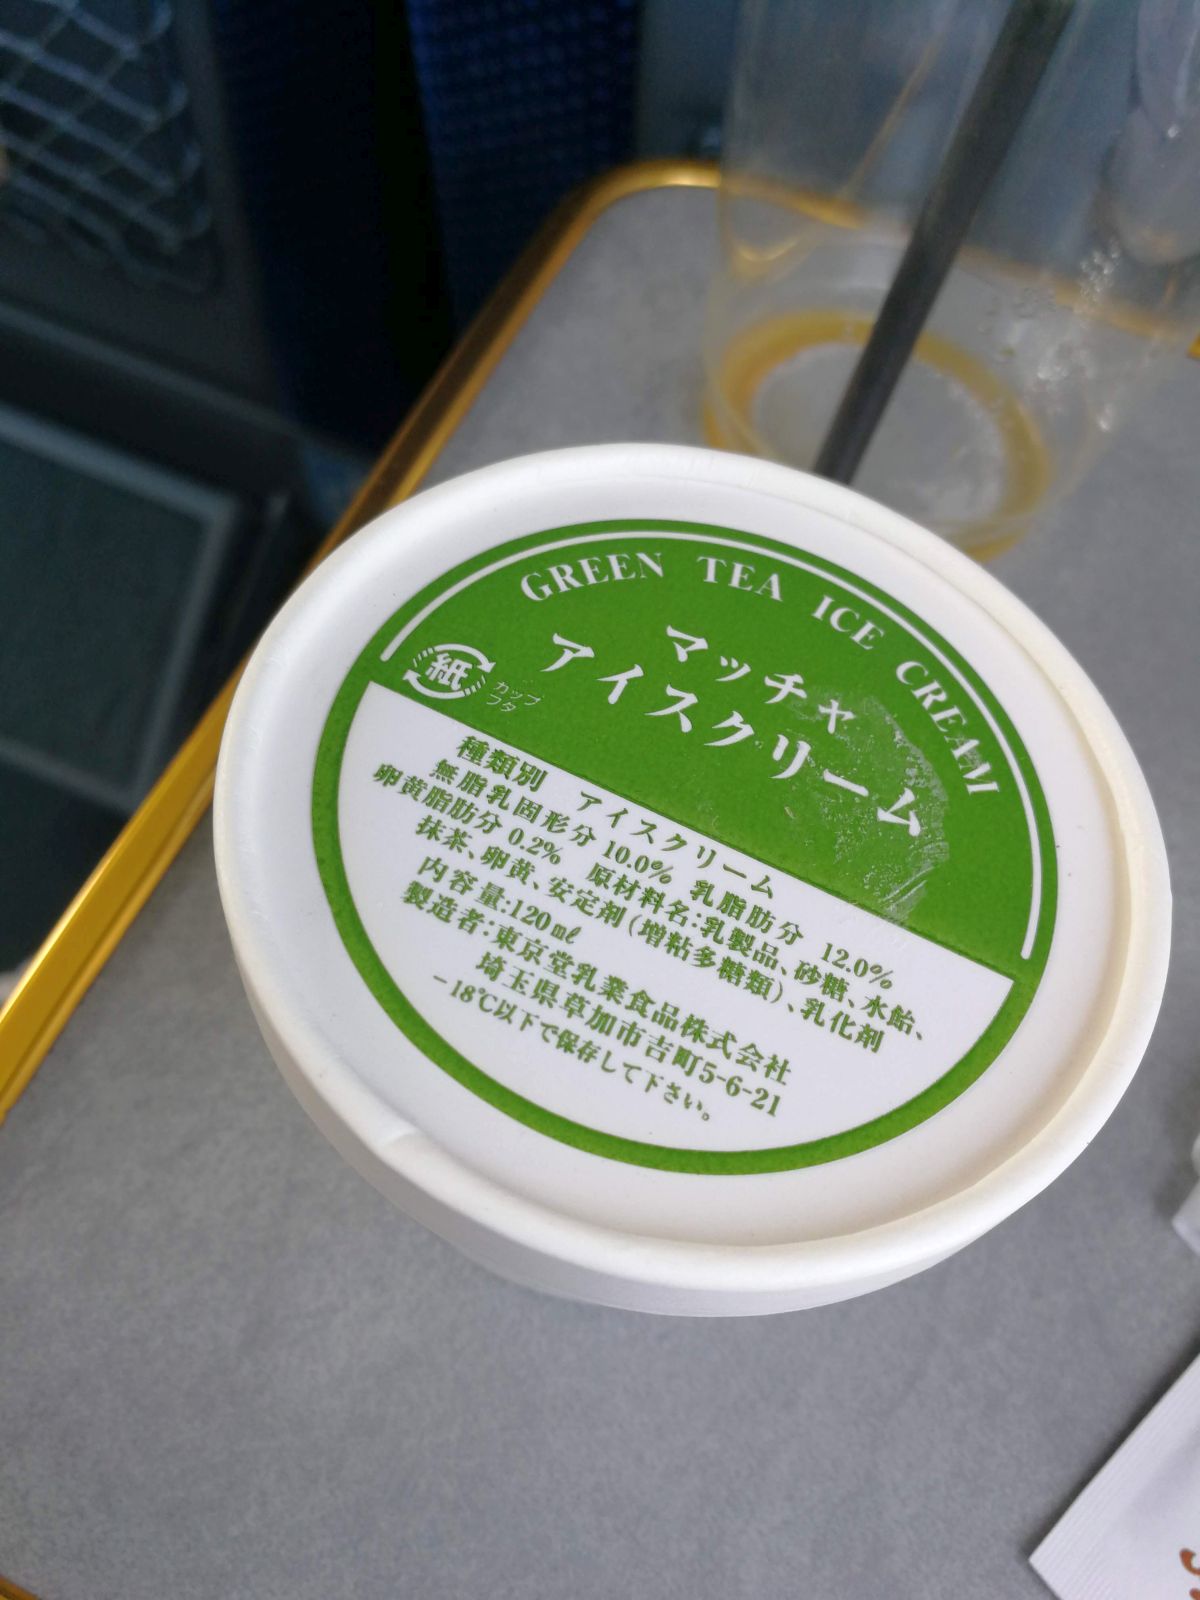 GREEN TEA ICE CREAM
マッチャ
アイスクリーム
紙
カップ
フタ
種類別 アイスクリーム
無脂乳固形分 10.0% 乳脂肪分 12.0%
卵黄脂肪分 0.2% 原材料名:乳製品、砂糖、水飴、
抹茶、卵黄、安定剤(増粘多糖類)、乳化剤
内容量:120ml
製造者:東京堂乳業食品株式会社
埼玉県草加市吉町5-6-21
-18℃以下で保存して下さい。